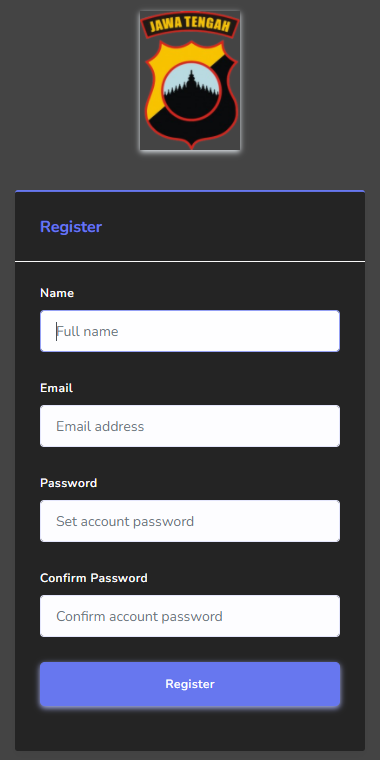 JAWA TENGAH
Register
Name
Full name
Email
Email address
Password
Set account password
Confirm Password
Confirm account password
Register